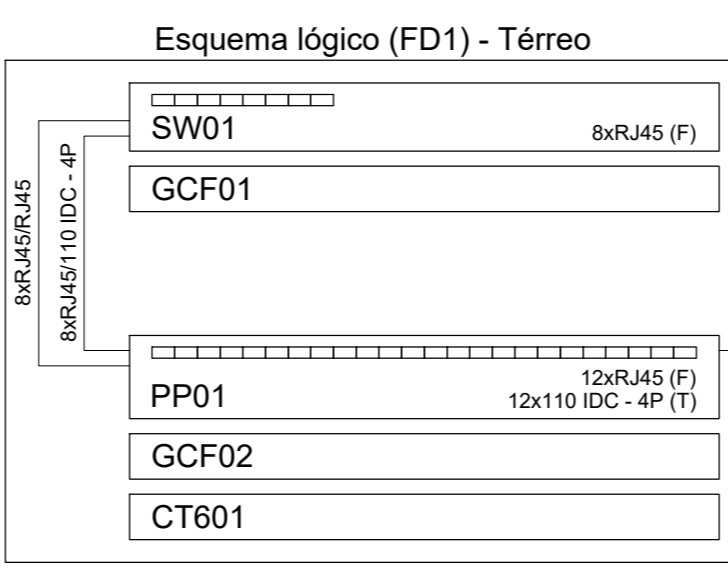 Esquema lógico (FD1) - Térreo
SW01
8xRJ45 (F)
GCF01
8xRJ45/RJ45
8xRJ45/110 IDC - 4P
PP01
12xRJ45 (F)
12x110 IDC - 4P (T)
GCF02
CT601